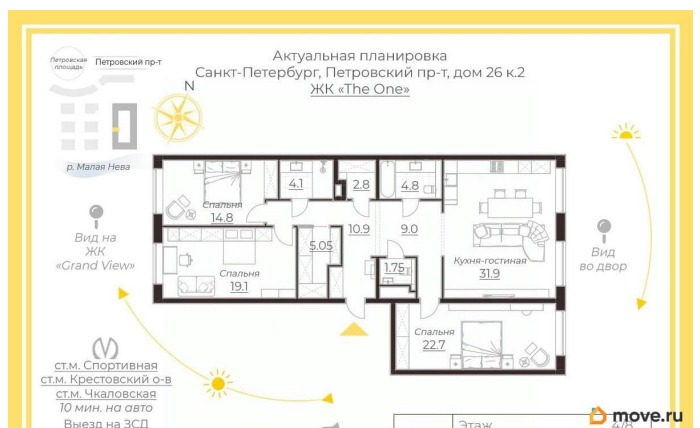 Актуальная планировка
Санкт-Петербург, Петровский пр-т, дом 26 к.2
ЖК «The One»
Петровская
площадь
Петровский пр-т
N
р. Малая Нева
Вид на
ЖК
«Grand View»
Спальня
14.8
4.1
2.8
4.8
5.05
10.9
9.0
Кухня-гостиная
31.9
Спальня
19.1
1.75
Спальня
22.7
Вид
во двор
ст.м. Спортивная
ст.м. Крестовский о-в
ст.м. Чкаловская
10 мин. на авто
Выезд на ЗСД
Этаж
4/8
move.ru